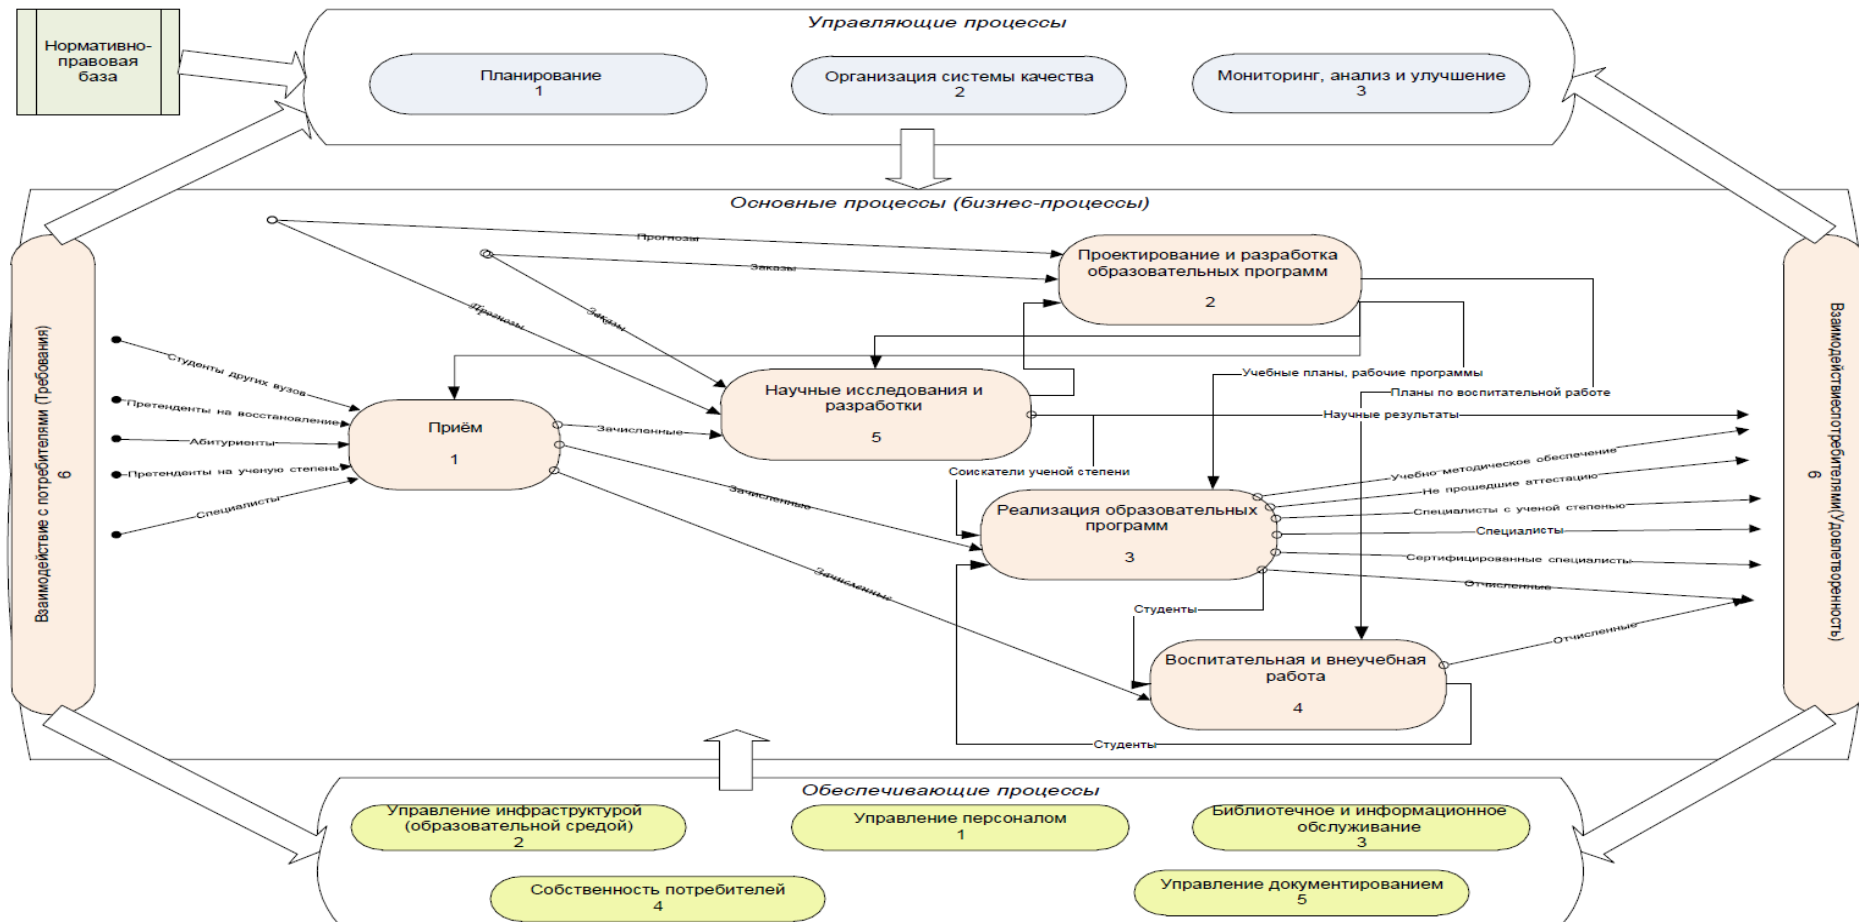 Управляющие процессы
Нормативно-
правовая
база
Планирование
1
Организация системы качества
2
Мониторинг, анализ и улучшение
3
Основные процессы (бизнес-процессы)
Взаимодействие с потребителями (Требования)
6
Прогнозы
Заказы
Прогнозы
Заказы
Проектирование и разработка
образовательных программ
2
Студенты других вузов
Претенденты на восстановление
Абитуриенты
Претенденты на ученую степень
Специалисты
Приём
1
Зачисленные
Зачисленные
Зачисленные
Научные исследования и
разработки
5
Учебные планы, рабочие программы
Планы по воспитательной работе
Научные результаты
Соискатели ученой степени
Реализация образовательных
программ
3
Учебно-методическое обеспечение
Не прошедшие аттестацию
Специалисты с ученой степенью
Специалисты
Сертифицированные специалисты
Отчисленные
Студенты
Отчисленные
Воспитательная и внеучебная
работа
4
Студенты
Взаимодействиеспотребителями(Удовлетворенность)
6
Обеспечивающие процессы
Управление инфраструктурой
(образовательной средой)
2
Управление персоналом
1
Библиотечное и информационное
обслуживание
3
Собственность потребителей
4
Управление документированием
5